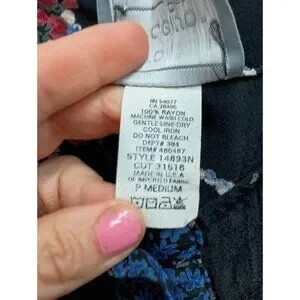 RN 54077
CA 28486
100% RAYON
MACHINE WASH COLD
GENTLE-LINE-DRY
COOL IRON
DO NOT BLEACH
DEPT# 384
ITEM# 460487
STYLE 14893N
CUT 21516
MADE IN U.S.A
OF IMPORTED FABRIC
P MEDIUM